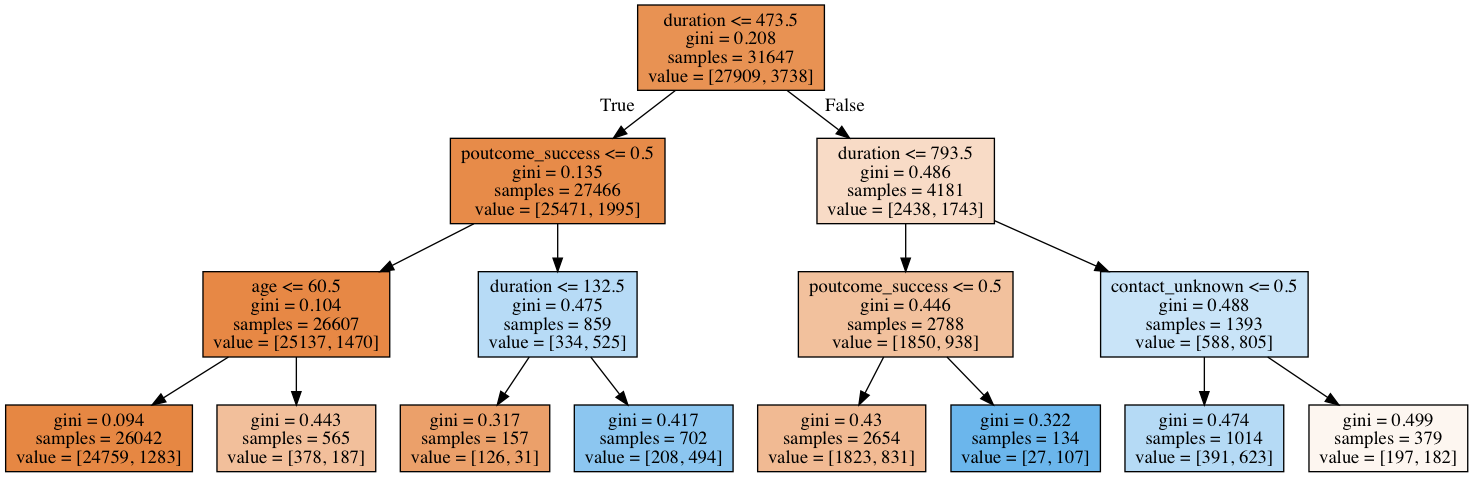 duration <= 473.5
gini = 0.208
samples = 31647
value = [27909, 3738]
True
False
poutcome_success <= 0.5
gini = 0.135
samples = 27466
value = [25471, 1995]
duration <= 793.5
gini = 0.486
samples = 4181
value = [2438, 1743]
age <= 60.5
gini = 0.104
samples = 26607
value = [25137, 1470]
duration <= 132.5
gini = 0.475
samples = 859
value = [334, 525]
poutcome_success <= 0.5
gini = 0.446
samples = 2788
value = [1850, 938]
contact_unknown <= 0.5
gini = 0.488
samples = 1393
value = [588, 805]
gini = 0.094
samples = 26042
value = [24759, 1283]
gini = 0.443
samples = 565
value = [378, 187]
gini = 0.317
samples = 157
value = [126, 31]
gini = 0.417
samples = 702
value = [208, 494]
gini = 0.43
samples = 2654
value = [1823, 831]
gini = 0.322
samples = 134
value = [27, 107]
gini = 0.474
samples = 1014
value = [391, 623]
gini = 0.499
samples = 379
value = [197, 182]